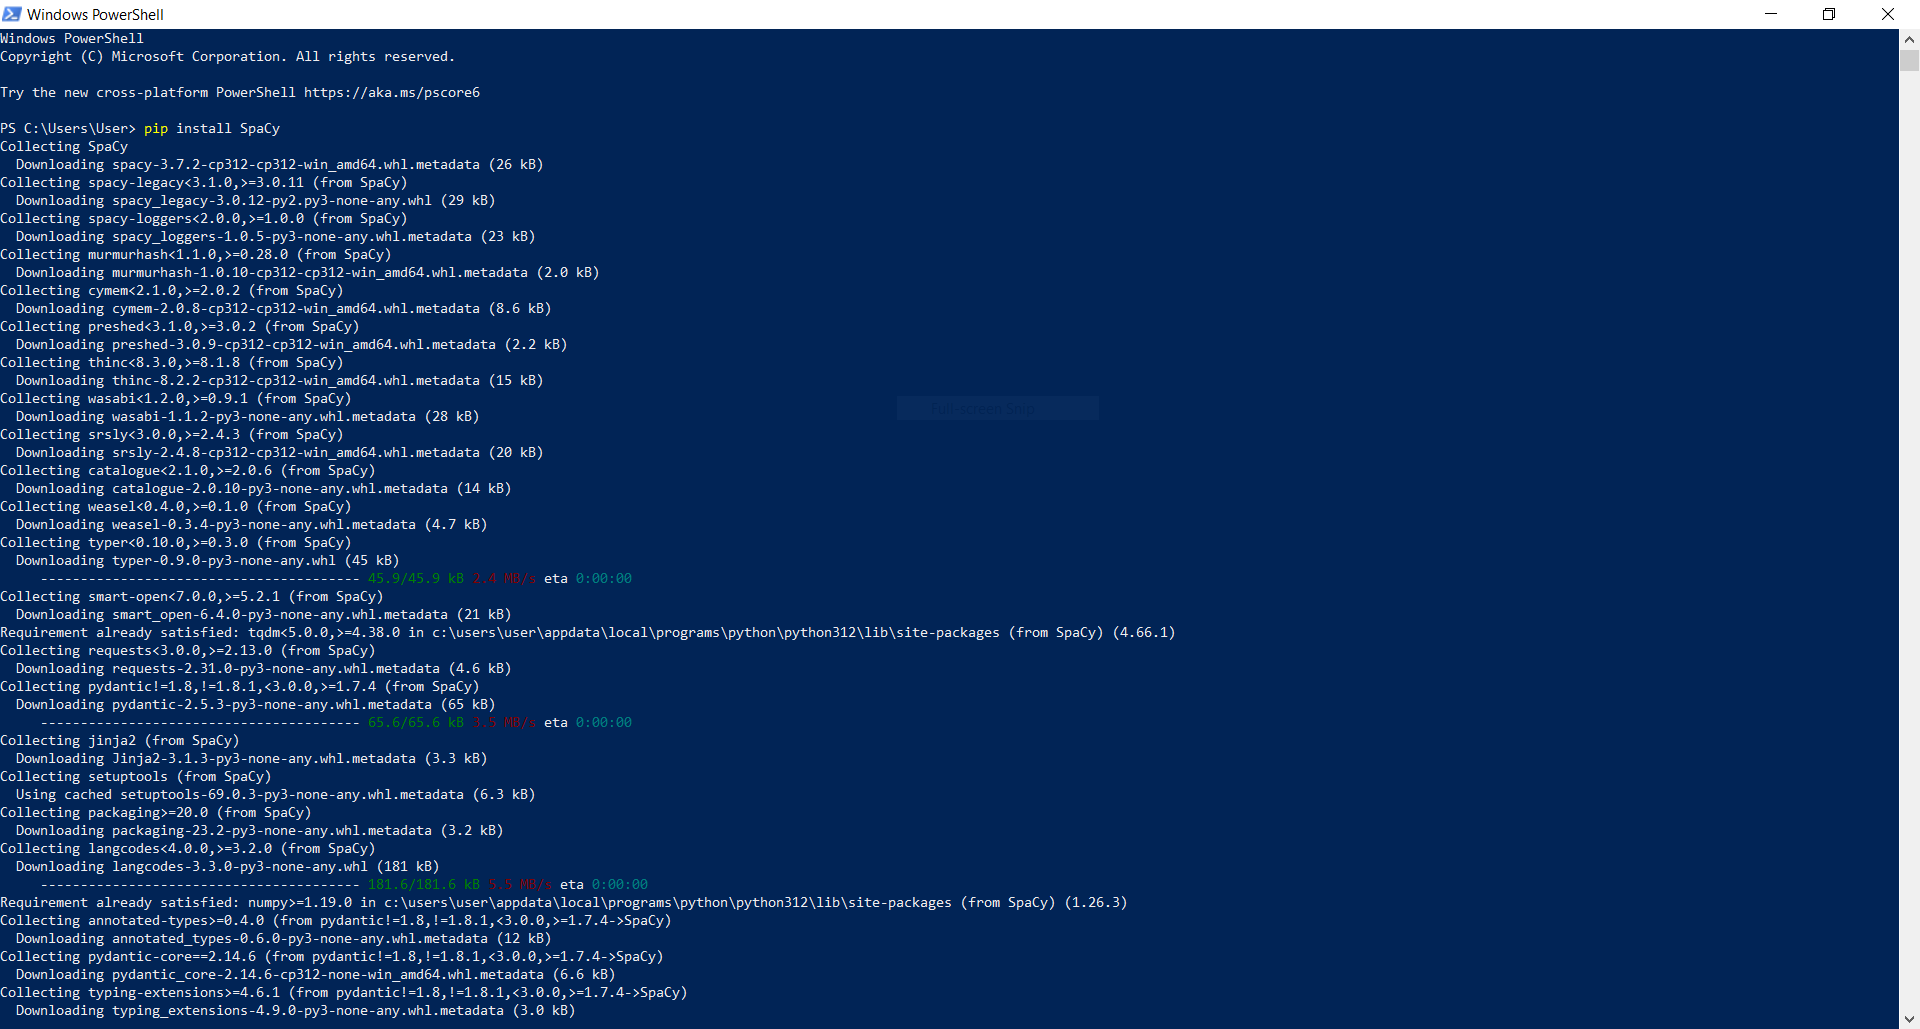 Windows PowerShell
Windows PowerShell
Copyright (C) Microsoft Corporation. All rights reserved.
Try the new cross-platform PowerShell https://aka.ms/pscore6
PS C:\Users\User> pip install SpaCy
Collecting SpaCy
  Downloading spacy-3.7.2-cp312-cp312-win_amd64.whl.metadata (26 kB)
Collecting spacy-legacy<3.1.0,>=3.0.11 (from SpaCy)
  Downloading spacy_legacy-3.0.12-py2.py3-none-any.whl (29 kB)
Collecting spacy-loggers<2.0.0,>=1.0.0 (from SpaCy)
  Downloading spacy_loggers-1.0.5-py3-none-any.whl.metadata (23 kB)
Collecting murmurhash<1.1.0,>=0.28.0 (from SpaCy)
  Downloading murmurhash-1.0.10-cp312-cp312-win_amd64.whl.metadata (2.0 kB)
Collecting cymem<2.1.0,>=2.0.2 (from SpaCy)
  Downloading cymem-2.0.8-cp312-cp312-win_amd64.whl.metadata (8.6 kB)
Collecting preshed<3.1.0,>=3.0.2 (from SpaCy)
  Downloading preshed-3.0.9-cp312-cp312-win_amd64.whl.metadata (2.2 kB)
Collecting thinc<8.3.0,>=8.1.8 (from SpaCy)
  Downloading thinc-8.2.2-cp312-cp312-win_amd64.whl.metadata (15 kB)
Collecting wasabi<1.2.0,>=0.9.1 (from SpaCy)
Full-screen Snip
  Downloading wasabi-1.1.2-py3-none-any.whl.metadata (28 kB)
Collecting srsly<3.0.0,>=2.4.3 (from SpaCy)
  Downloading srsly-2.4.8-cp312-cp312-win_amd64.whl.metadata (20 kB)
Collecting catalogue<2.1.0,>=2.0.6 (from SpaCy)
  Downloading catalogue-2.0.10-py3-none-any.whl.metadata (14 kB)
Collecting weasel<0.4.0,>=0.1.0 (from SpaCy)
  Downloading weasel-0.3.4-py3-none-any.whl.metadata (4.7 kB)
Collecting typer<0.10.0,>=0.3.0 (from SpaCy)
  Downloading typer-0.9.0-py3-none-any.whl (45 kB)
     ---------------------------------------- 45.9/45.9 kB 2.4 MB/s eta 0:00:00
Collecting smart-open<7.0.0,>=5.2.1 (from SpaCy)
  Downloading smart_open-6.4.0-py3-none-any.whl.metadata (21 kB)
Requirement already satisfied: tqdm<5.0.0,>=4.38.0 in c:\users\user\appdata\local\programs\python\python312\lib\site-packages (from SpaCy) (4.66.1)
Collecting requests<3.0.0,>=2.13.0 (from SpaCy)
  Downloading requests-2.31.0-py3-none-any.whl.metadata (4.6 kB)
Collecting pydantic!=1.8,!=1.8.1,<3.0.0,>=1.7.4 (from SpaCy)
  Downloading pydantic-2.5.3-py3-none-any.whl.metadata (65 kB)
     ---------------------------------------- 65.6/65.6 kB 3.5 MB/s eta 0:00:00
Collecting jinja2 (from SpaCy)
  Downloading Jinja2-3.1.3-py3-none-any.whl.metadata (3.3 kB)
Collecting setuptools (from SpaCy)
  Using cached setuptools-69.0.3-py3-none-any.whl.metadata (6.3 kB)
Collecting packaging>=20.0 (from SpaCy)
  Downloading packaging-23.2-py3-none-any.whl.metadata (3.2 kB)
Collecting langcodes<4.0.0,>=3.2.0 (from SpaCy)
  Downloading langcodes-3.3.0-py3-none-any.whl (181 kB)
     ---------------------------------------- 181.6/181.6 kB 5.5 MB/s eta 0:00:00
Requirement already satisfied: numpy>=1.19.0 in c:\users\user\appdata\local\programs\python\python312\lib\site-packages (from SpaCy) (1.26.3)
Collecting annotated-types>=0.4.0 (from pydantic!=1.8,!=1.8.1,<3.0.0,>=1.7.4->SpaCy)
  Downloading annotated_types-0.6.0-py3-none-any.whl.metadata (12 kB)
Collecting pydantic-core==2.14.6 (from pydantic!=1.8,!=1.8.1,<3.0.0,>=1.7.4->SpaCy)
  Downloading pydantic_core-2.14.6-cp312-none-win_amd64.whl.metadata (6.6 kB)
Collecting typing-extensions>=4.6.1 (from pydantic!=1.8,!=1.8.1,<3.0.0,>=1.7.4->SpaCy)
  Downloading typing_extensions-4.9.0-py3-none-any.whl.metadata (3.0 kB)